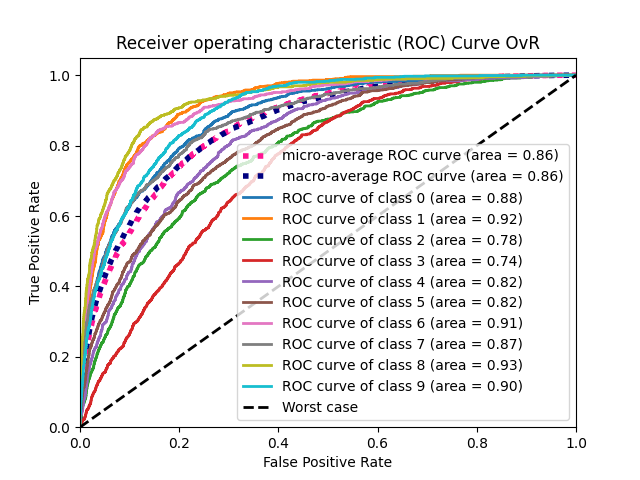 Receiver operating characteristic (ROC) Curve OvR
1.0
0.8
0.6
0.4
0.2
0.0
True Positive Rate
micro-average ROC curve (area = 0.86)
macro-average ROC curve (area = 0.86)
ROC curve of class 0 (area = 0.88)
ROC curve of class 1 (area = 0.92)
ROC curve of class 2 (area = 0.78)
ROC curve of class 3 (area = 0.74)
ROC curve of class 4 (area = 0.82)
ROC curve of class 5 (area = 0.82)
ROC curve of class 6 (area = 0.91)
ROC curve of class 7 (area = 0.87)
ROC curve of class 8 (area = 0.93)
ROC curve of class 9 (area = 0.90)
Worst case
0.0 0.2 0.4 0.6 0.8 1.0
False Positive Rate